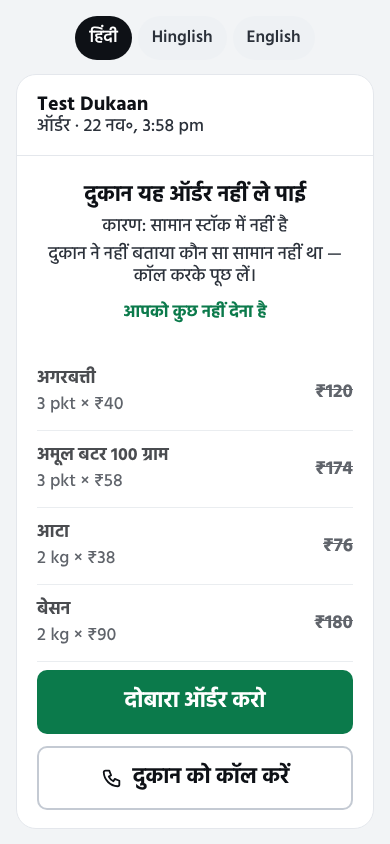 हिंदी
Hinglish
English
Test Dukaan
ऑर्डर · 22 नव॰, 3:58 pm
दुकान यह ऑर्डर नहीं ले पाई
कारण: सामान स्टॉक में नहीं है
दुकान ने नहीं बताया कौन सा सामान नहीं था —
कॉल करके पूछ लें।
आपको कुछ नहीं देना है
अगरबत्ती
3 pkt × ₹40
₹120
अमूल बटर 100 ग्राम
3 pkt × ₹58
₹174
आटा
2 kg × ₹38
₹76
बेसन
2 kg × ₹90
₹180
दोबारा ऑर्डर करो
दुकान को कॉल करें